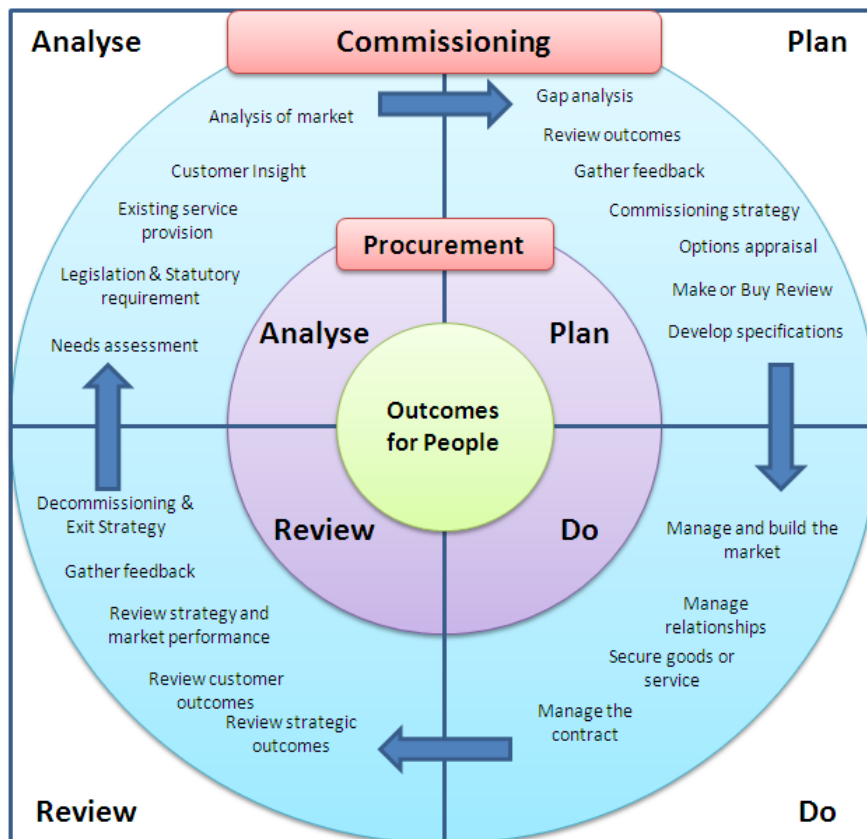 Analyse
Commissioning
Plan
Analysis of market
Customer Insight
Existing service
provision
Legislation & Statutory
requirement
Needs assessment
Gap analysis
Review outcomes
Gather feedback
Commissioning strategy
Options appraisal
Make or Buy Review
Develop specifications
Procurement
Analyse
Plan
Outcomes
for People
Review
Do
Manage and build the
market
Manage
relationships
Secure goods or
service
Manage the
contract
Decommissioning &
Exit Strategy
Gather feedback
Review strategy and
market performance
Review customer
outcomes
Review strategic
outcomes
Review
Do